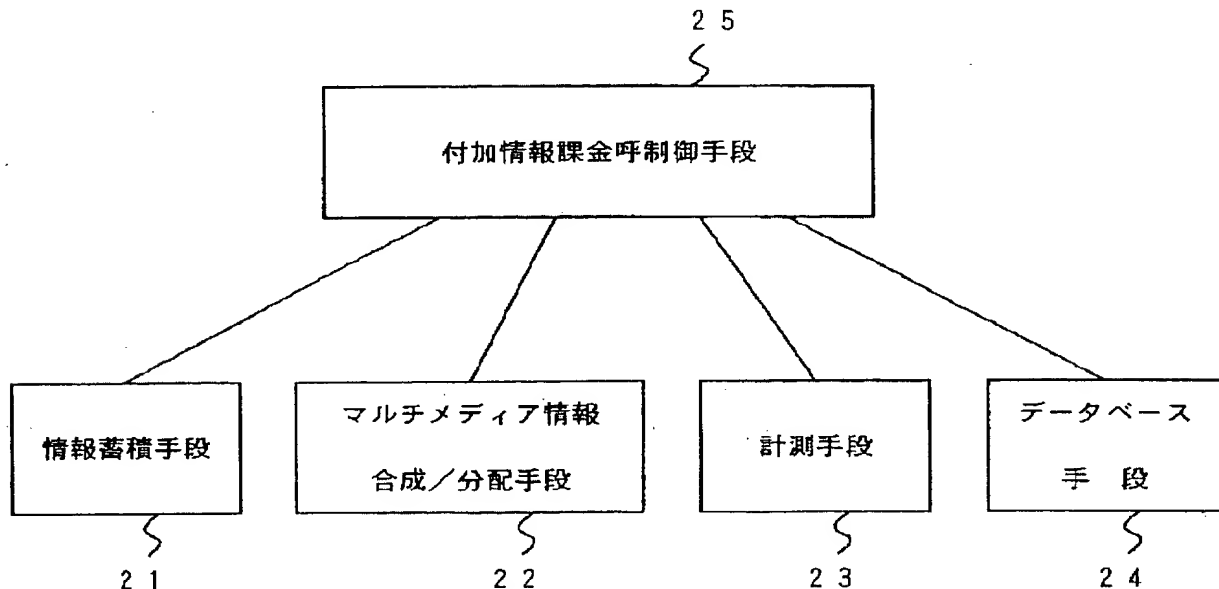 ２５
付加情報課金呼制御手段
情報蓄積手段
マルチメディア情報
合成／分配手段
計測手段
データベース
手　段
２１
２２
２３
２４